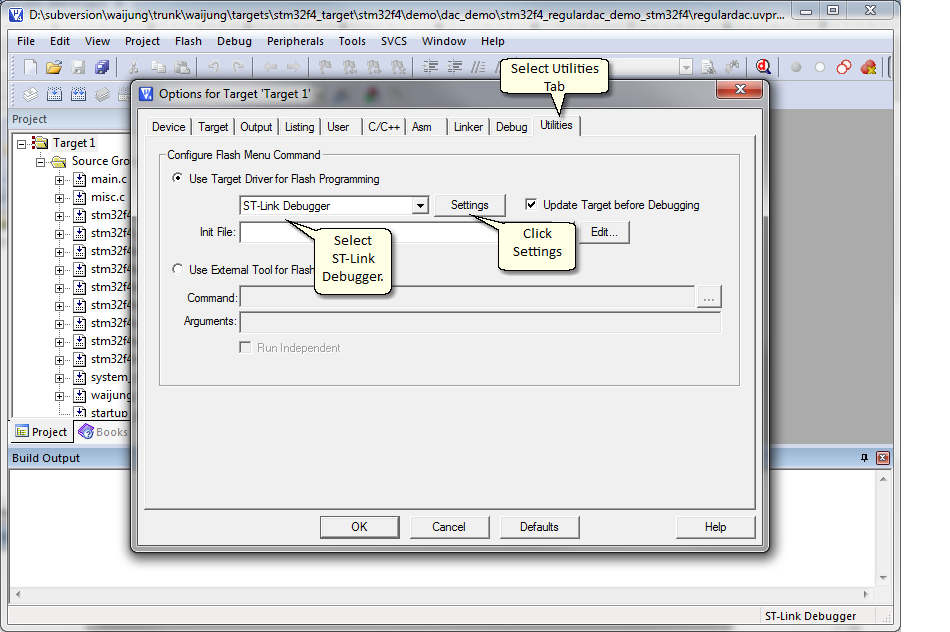 D:\subversion\waijung\trunk\waijung\targets\stm32f4_target\stm32f4\demo\dac_demo\stm32f4_regulardac_demo_stm32f4\regulardac.uvpr...
File Edit View Project Flash Debug Peripherals Tools SVCS Window Help
Select Utilities
Tab
Project
Target 1
Source Gro
main.c
misc.c
stm32f4
stm32f4
stm32f4
stm32f4
stm32f4
stm32f4
stm32f4
stm32f4
stm32f4
system_
waijung
startup
Project Books
Options for Target 'Target 1'
Device Target Output Listing User C/C++ Asm Linker Debug Utilities
Configure Flash Menu Command
Use Target Driver for Flash Programming
ST-Link Debugger Settings Update Target before Debugging
Init File: Edit...
Select
ST-Link
Debugger.
Click
Settings
Use External Tool for Flash
Command: ...
Arguments:
Run Independent
OK Cancel Defaults Help
Build Output
ST-Link Debugger